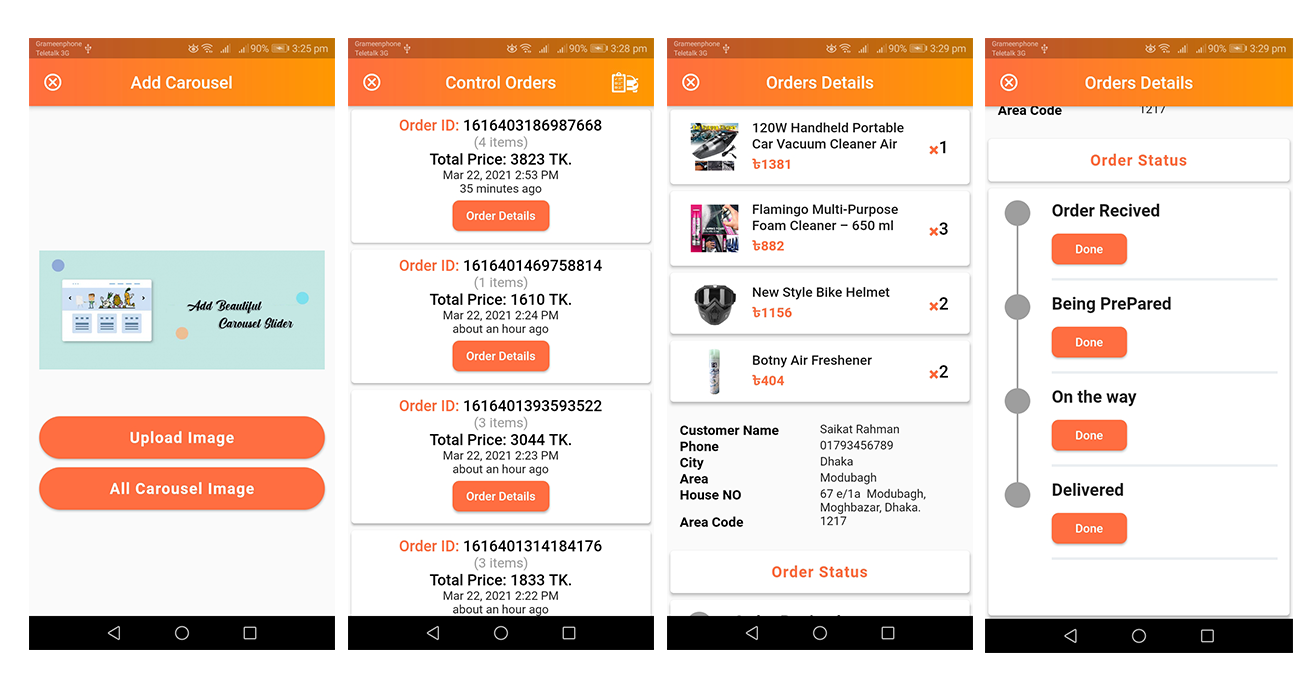 Grameenphone
Teletalk 3G
90%
3:25 pm
Add Carousel
Add Beautiful
Carousel Slider
Upload Image
All Carousel Image
Grameenphone
Teletalk 3G
90%
3:28 pm
Control Orders
Order ID: 1616403186987668
(4 items)
Total Price: 3823 TK.
Mar 22, 2021 2:53 PM
35 minutes ago
Order Details
Order ID: 1616401469758814
(1 items)
Total Price: 1610 TK.
Mar 22, 2021 2:24 PM
about an hour ago
Order Details
Order ID: 1616401393593522
(3 items)
Total Price: 3044 TK.
Mar 22, 2021 2:23 PM
about an hour ago
Order Details
Order ID: 1616401314184176
(3 items)
Total Price: 1833 TK.
Mar 22, 2021 2:22 PM
about an hour ago
Grameenphone
Teletalk 3G
90%
3:29 pm
Orders Details
120W Handheld Portable
Car Vacuum Cleaner Air
৳1381
×1
Flamingo Multi-Purpose
Foam Cleaner – 650 ml
৳882
×3
New Style Bike Helmet
৳1156
×2
Botny Air Freshener
৳404
×2
Customer Name Saikat Rahman
Phone 01793456789
City Dhaka
Area Modubagh
House NO 67 e/1a Modubagh,
Moghbazar, Dhaka.
Area Code 1217
Order Status
Grameenphone
Teletalk 3G
90%
3:29 pm
Orders Details
Area Code 1217
Order Status
Order Recived
Done
Being PrePared
Done
On the way
Done
Delivered
Done